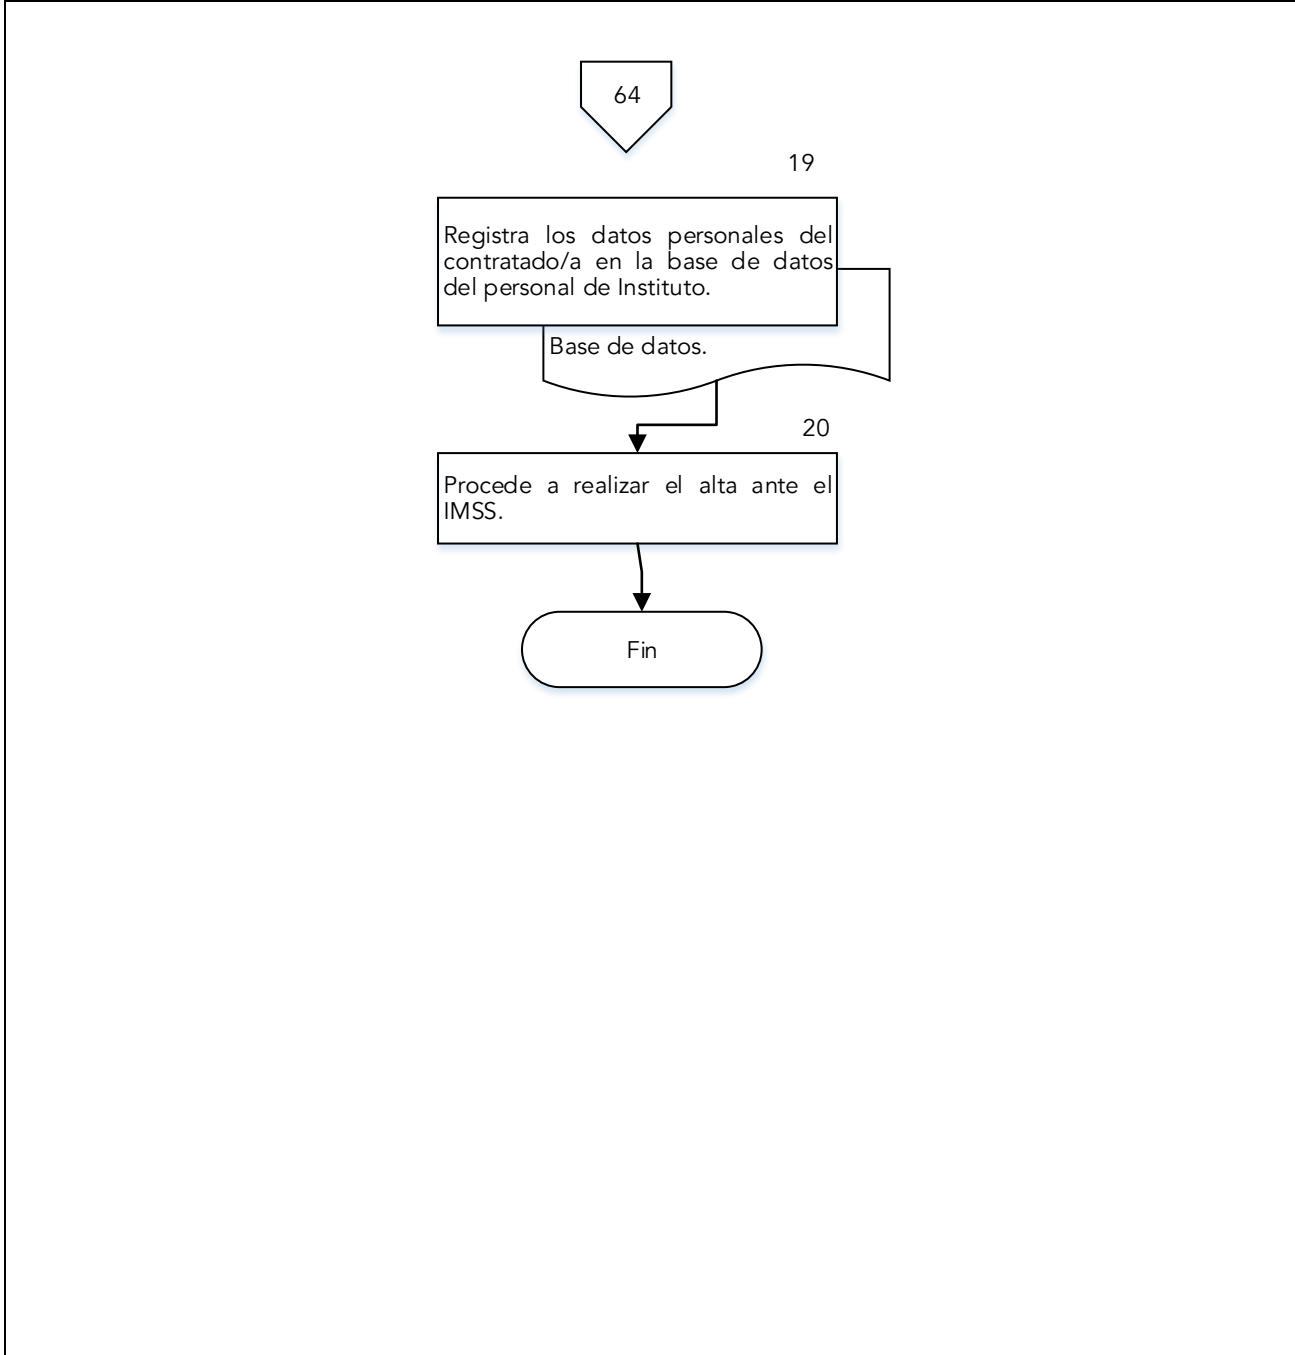 64
19
Registra los datos personales del
contratado/a en la base de datos
del personal de Instituto.
Base de datos.
20
Procede a realizar el alta ante el
IMSS.
Fin